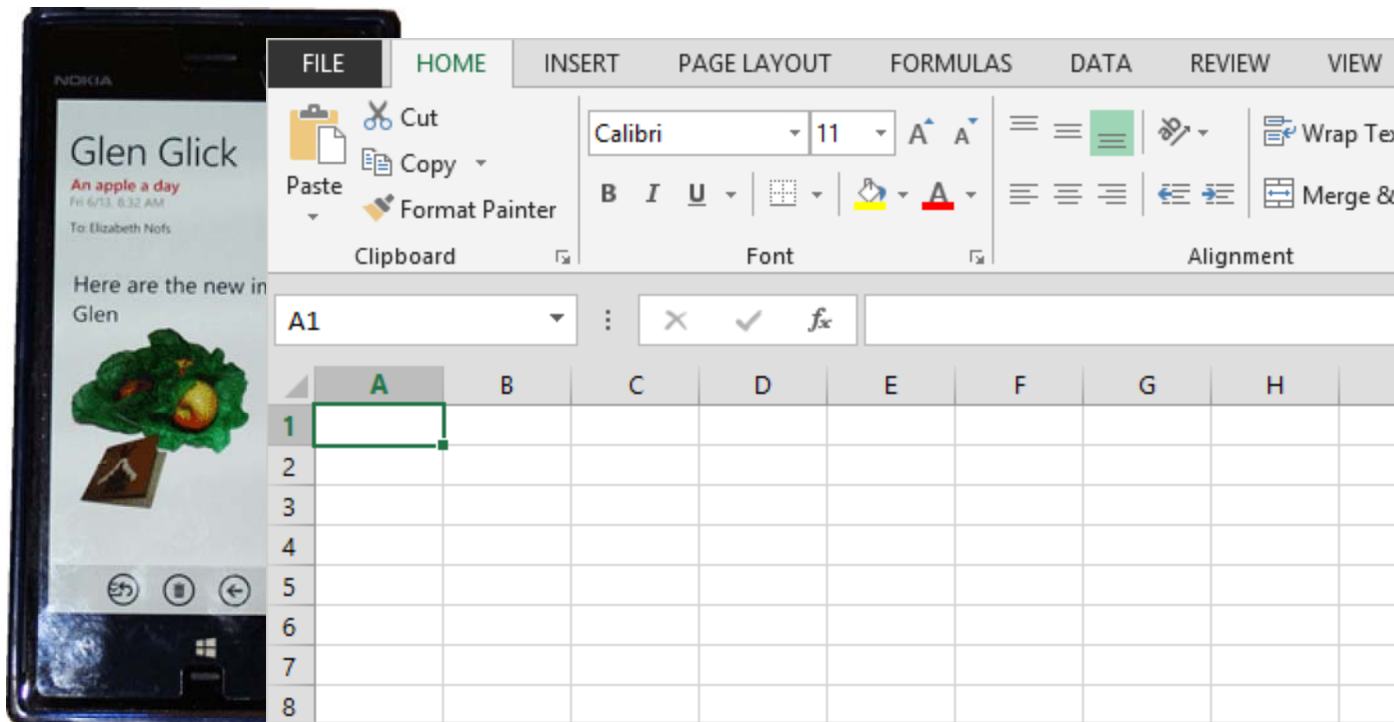 NOKIA
Glen Glick
An apple a day
Fri 6/13, 8:32 AM
To: Elizabeth Nofs
Here are the new in
Glen
FILE HOME INSERT PAGE LAYOUT FORMULAS DATA REVIEW VIEW
Paste
Cut
Copy
Format Painter
Clipboard
Calibri 11
B I U A
Font
Wrap Tex
Merge &
Alignment
A1 fx
A B C D E F G H
1
2
3
4
5
6
7
8